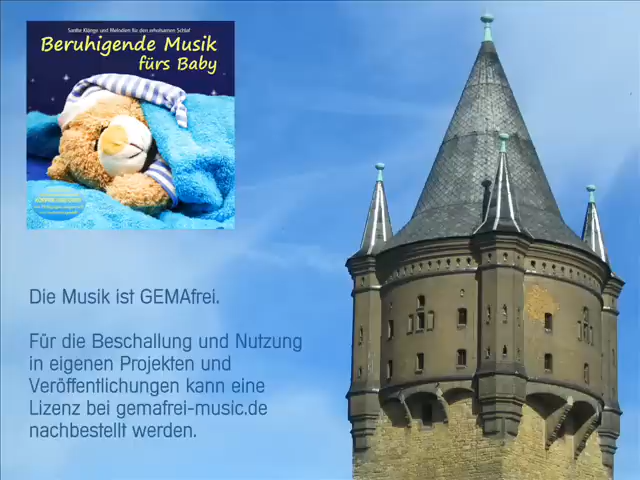 Sanfte Klänge und Melodien für den erholsamen Schlaf
Beruhigende Musik
fürs Baby
Die Musik ist GEMAfrei.
Für die Beschallung und Nutzung
in eigenen Projekten und
Veröffentlichungen kann eine
Lizenz bei gemafrei-music.de
nachbestellt werden.